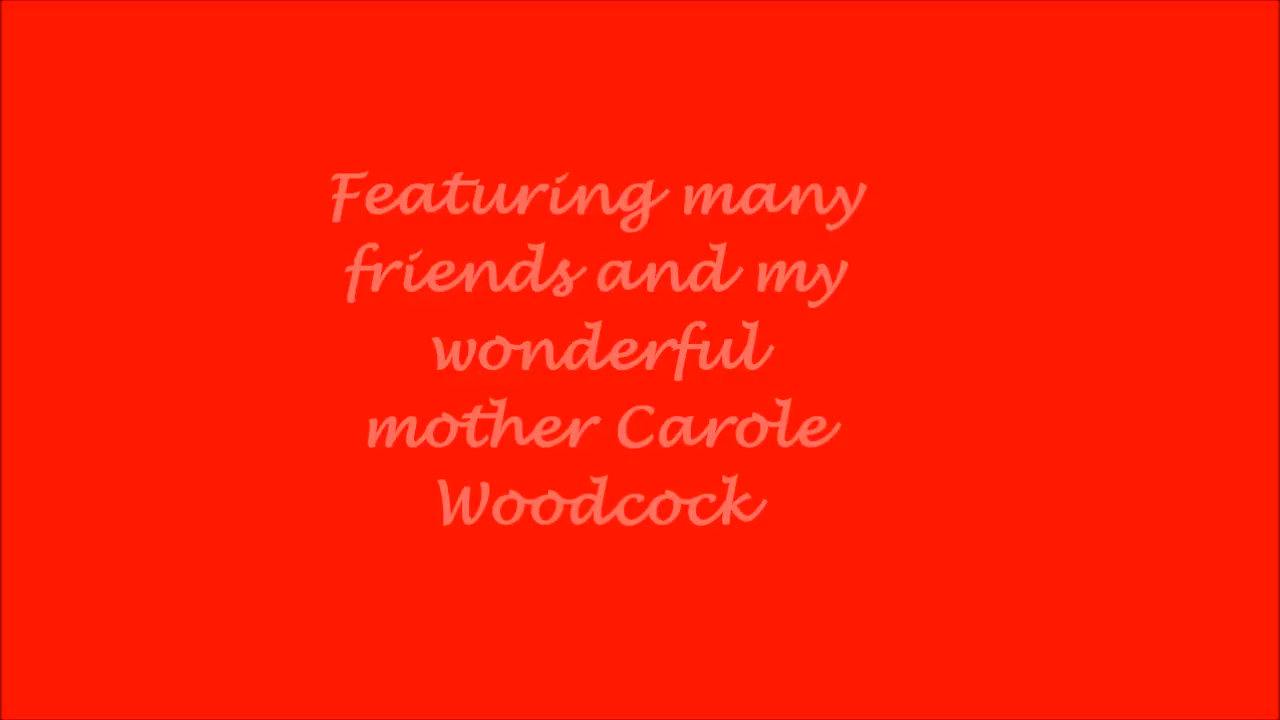 Featuring many
friends and my
wonderful
mother Carole
Woodcock